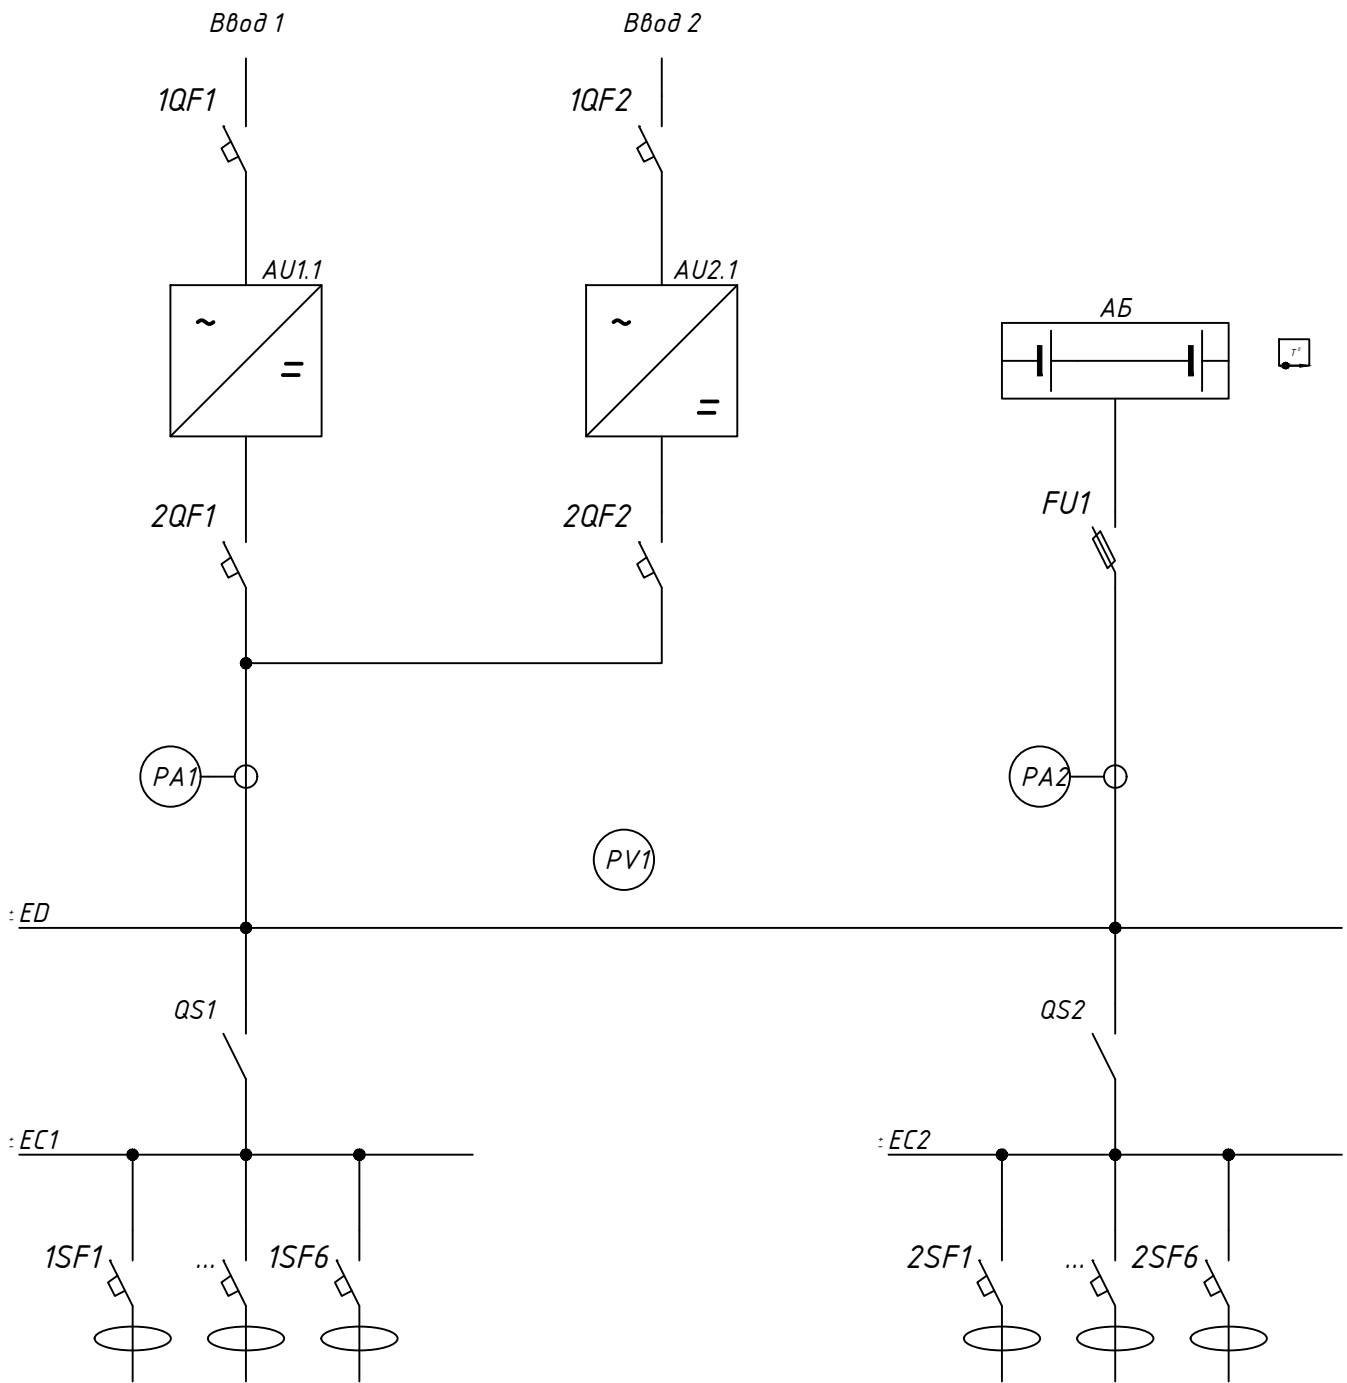 Ввод 1
Ввод 2
1QF1
1QF2
AU1.1
AU2.1
~
=
~
=
АБ
T°
2QF1
2QF2
FU1
PA1
PA2
PV1
± ED
QS1
QS2
± EC1
± EC2
1SF1
...
1SF6
2SF1
...
2SF6